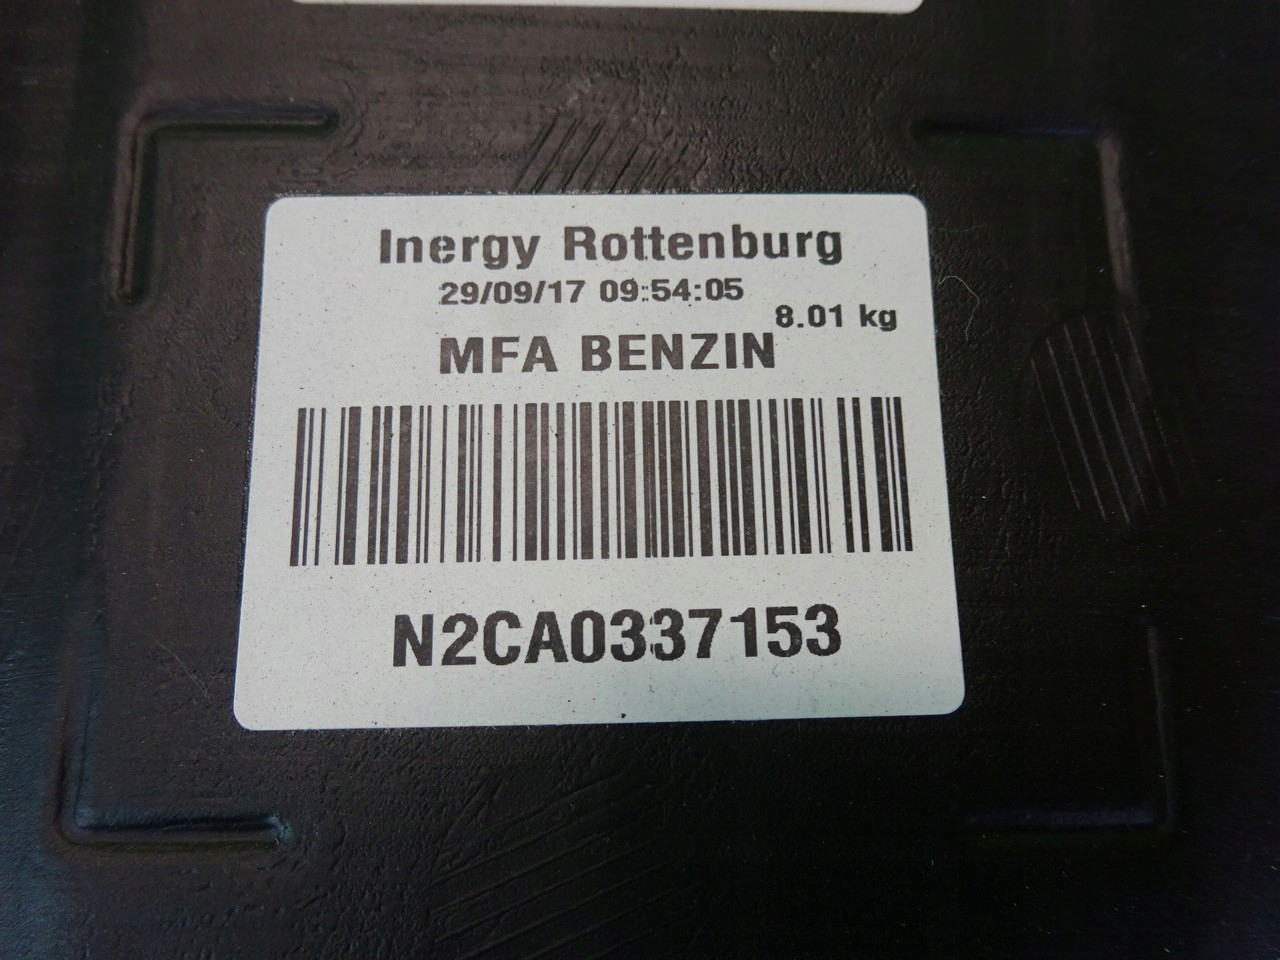 Inergy Rottenburg
29/09/17 09:54:05
8.01 kg
MFA BENZIN
N2CA0337153